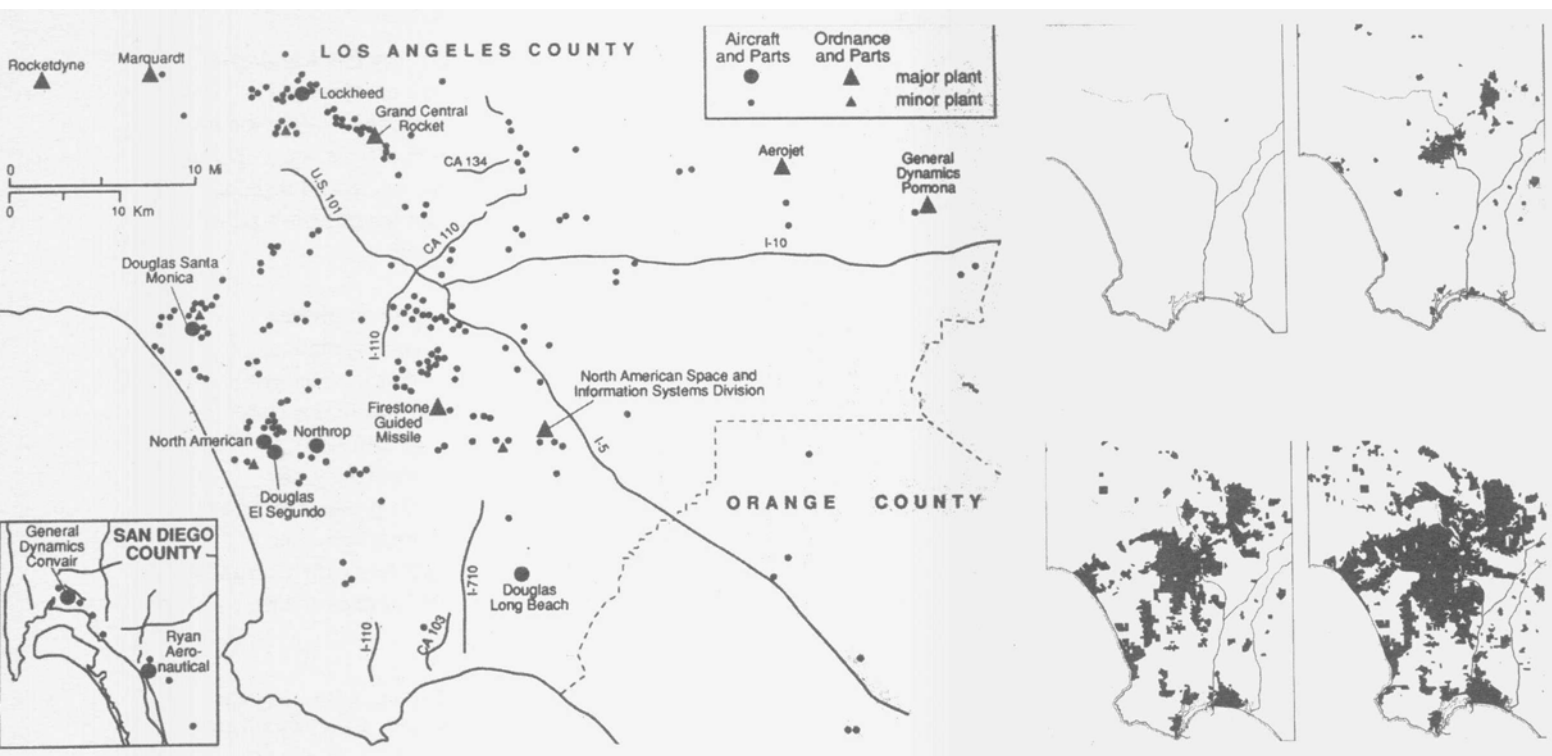 LOS ANGELES COUNTY
Aircraft
and Parts
Ordnance
and Parts
major plant
minor plant
Rocketdyne
Marquardt
Lockheed
Grand Central
Rocket
CA 134
0
10 Mi
0
10 Km
U.S. 101
CA 110
Aerojet
General
Dynamics
Pomona
I-10
Douglas Santa
Monica
I-110
North American Space and
Information Systems Division
Firestone
Guided
Missile
North American
Northrop
I-5
Douglas
El Segundo
ORANGE COUNTY
General
Dynamics
Convair
SAN DIEGO
COUNTY
Ryan
Aero-
nautical
I-710
Douglas
Long Beach
I-110
CA 103